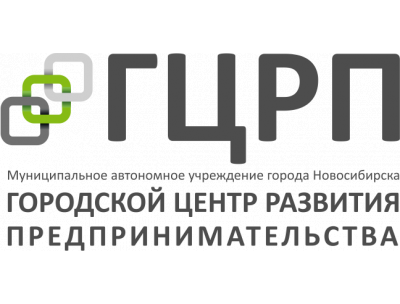 ГЦРП
Муниципальное автономное учреждение города Новосибирска
ГОРОДСКОЙ ЦЕНТР РАЗВИТИЯ
ПРЕДПРИНИМАТЕЛЬСТВА